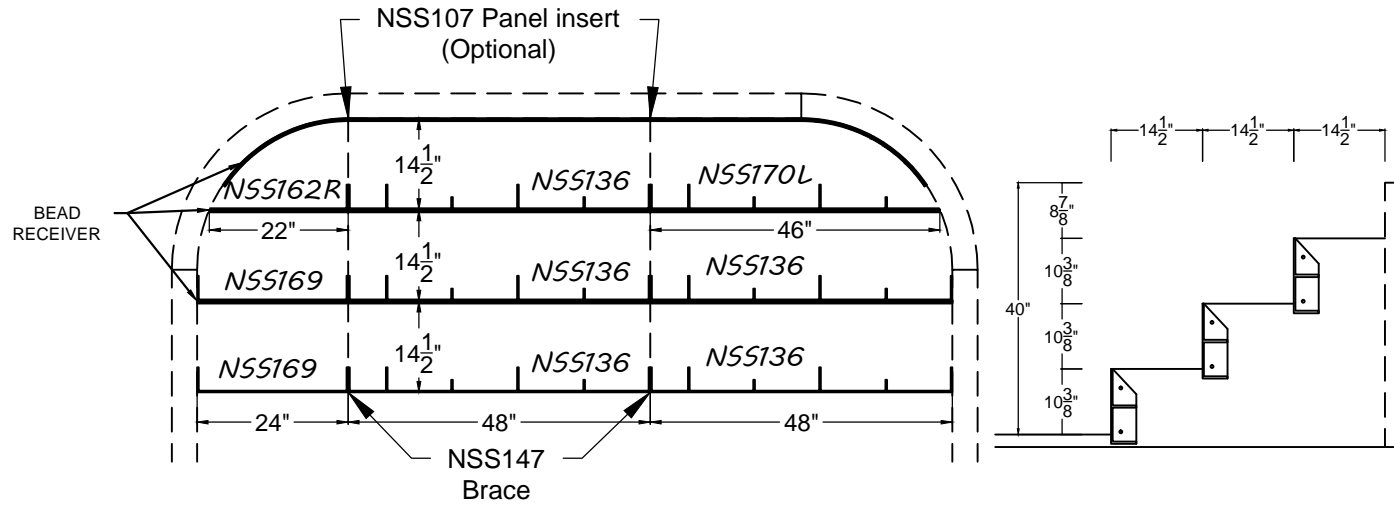 NSS107 Panel insert
(Optional)
14 1/2"
NSS162R
NSS136
NSS170L
BEAD
RECEIVER
22"
46"
14 1/2"
NSS169
NSS136
NSS136
14 1/2"
NSS169
NSS136
NSS136
24"
48"
48"
NSS147
Brace
14 1/2"
14 1/2"
14 1/2"
8 7/8"
10 3/8"
40"
10 3/8"
10 3/8"